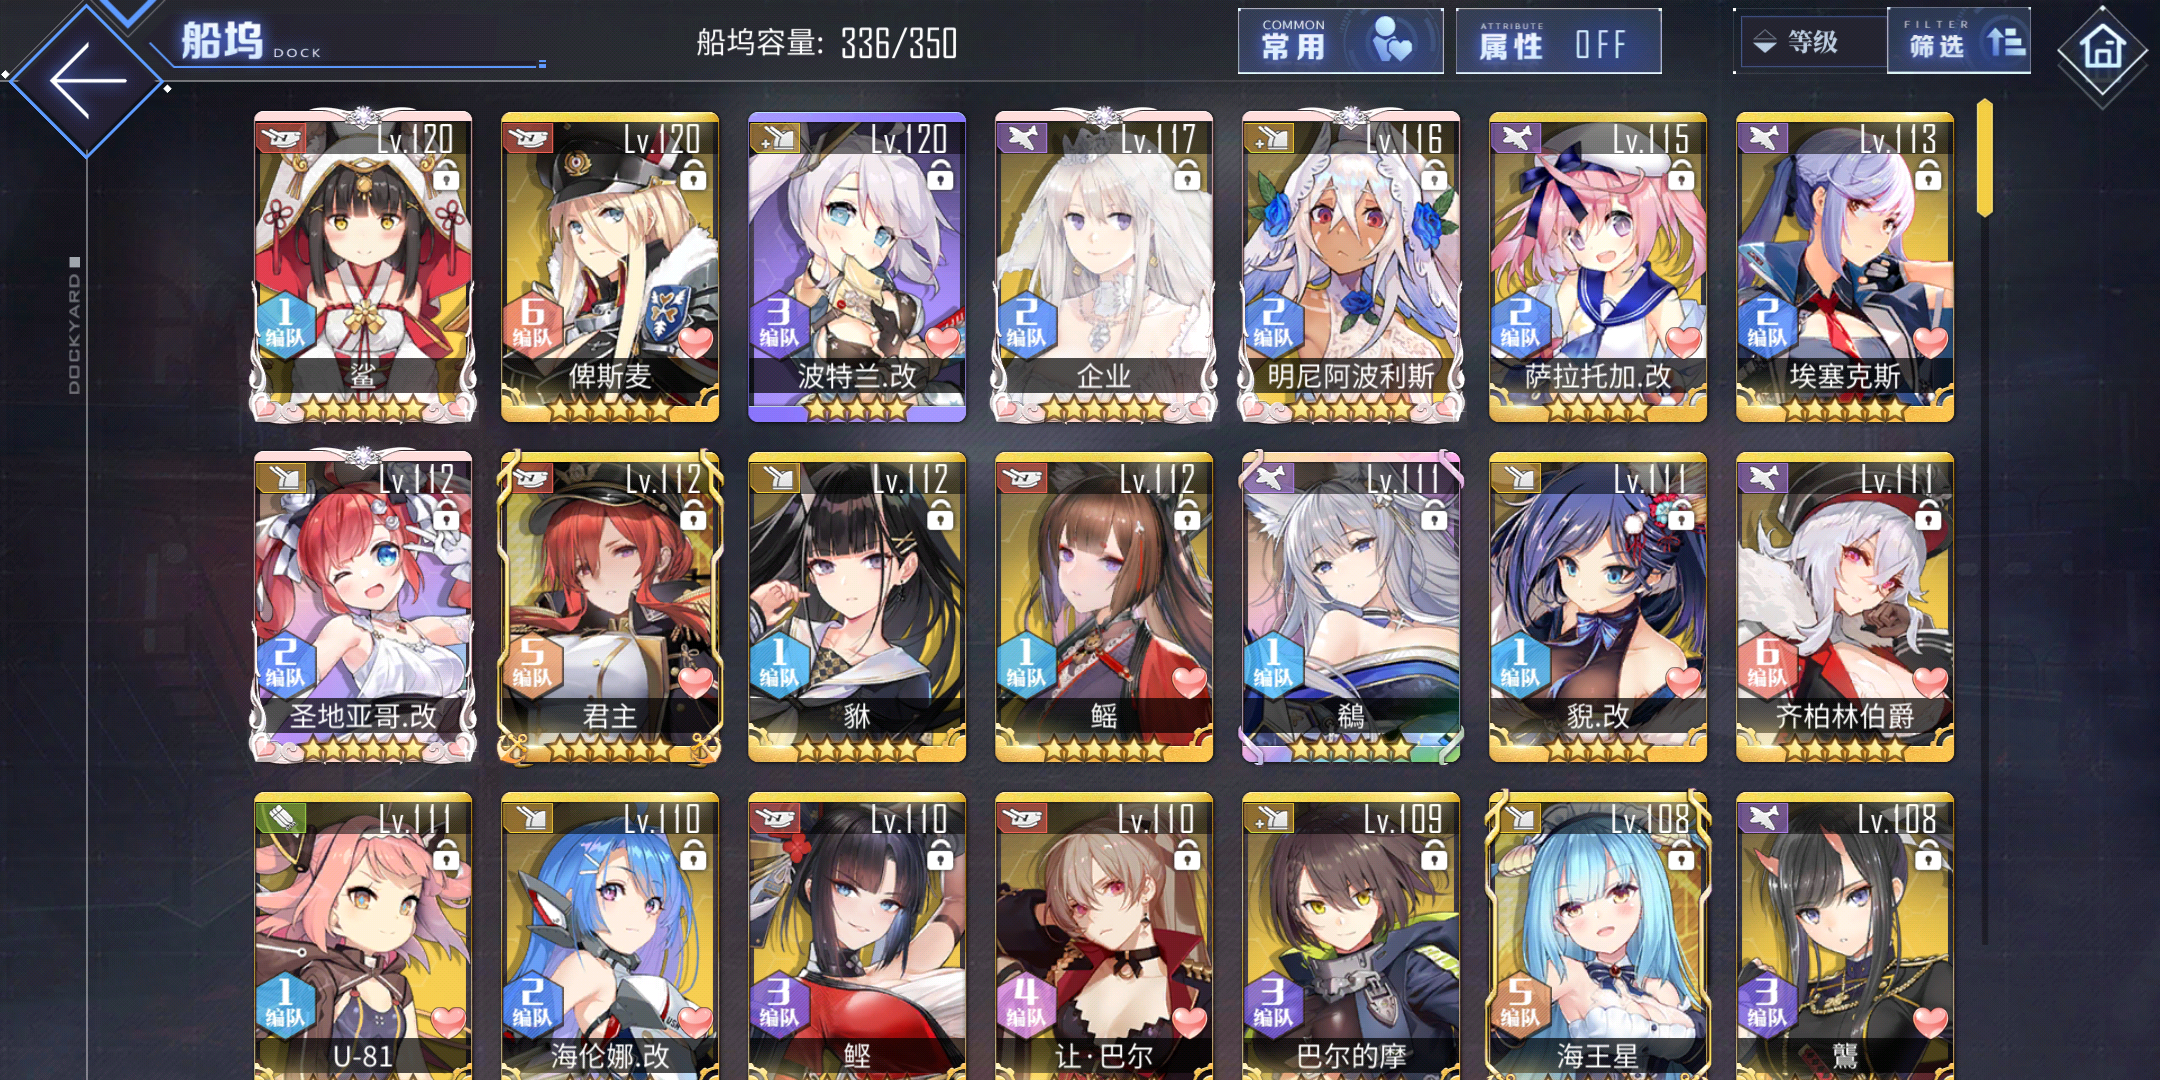 船坞 DOCK
船坞容量: 336/350
COMMON
常用
ATTRIBUTE
属性 OFF
等级
FILTER
筛选
DOCKYARD
Lv.120
1
编队
鲨
Lv.120
6
编队
俾斯麦
Lv.120
3
编队
波特兰.改
Lv.117
2
编队
企业
Lv.116
2
编队
明尼阿波利斯
Lv.115
2
编队
萨拉托加.改
Lv.113
2
编队
埃塞克斯
Lv.112
2
编队
圣地亚哥.改
Lv.112
5
编队
君主
Lv.112
1
编队
貅
Lv.112
1
编队
鳐
Lv.111
1
编队
鹬
Lv.111
1
编队
猊.改
Lv.111
6
编队
齐柏林伯爵
Lv.111
1
编队
U-81
Lv.110
2
编队
海伦娜.改
Lv.110
3
编队
鲣
Lv.110
4
编队
让·巴尔
Lv.109
3
编队
巴尔的摩
Lv.108
5
编队
海王星
Lv.108
3
编队